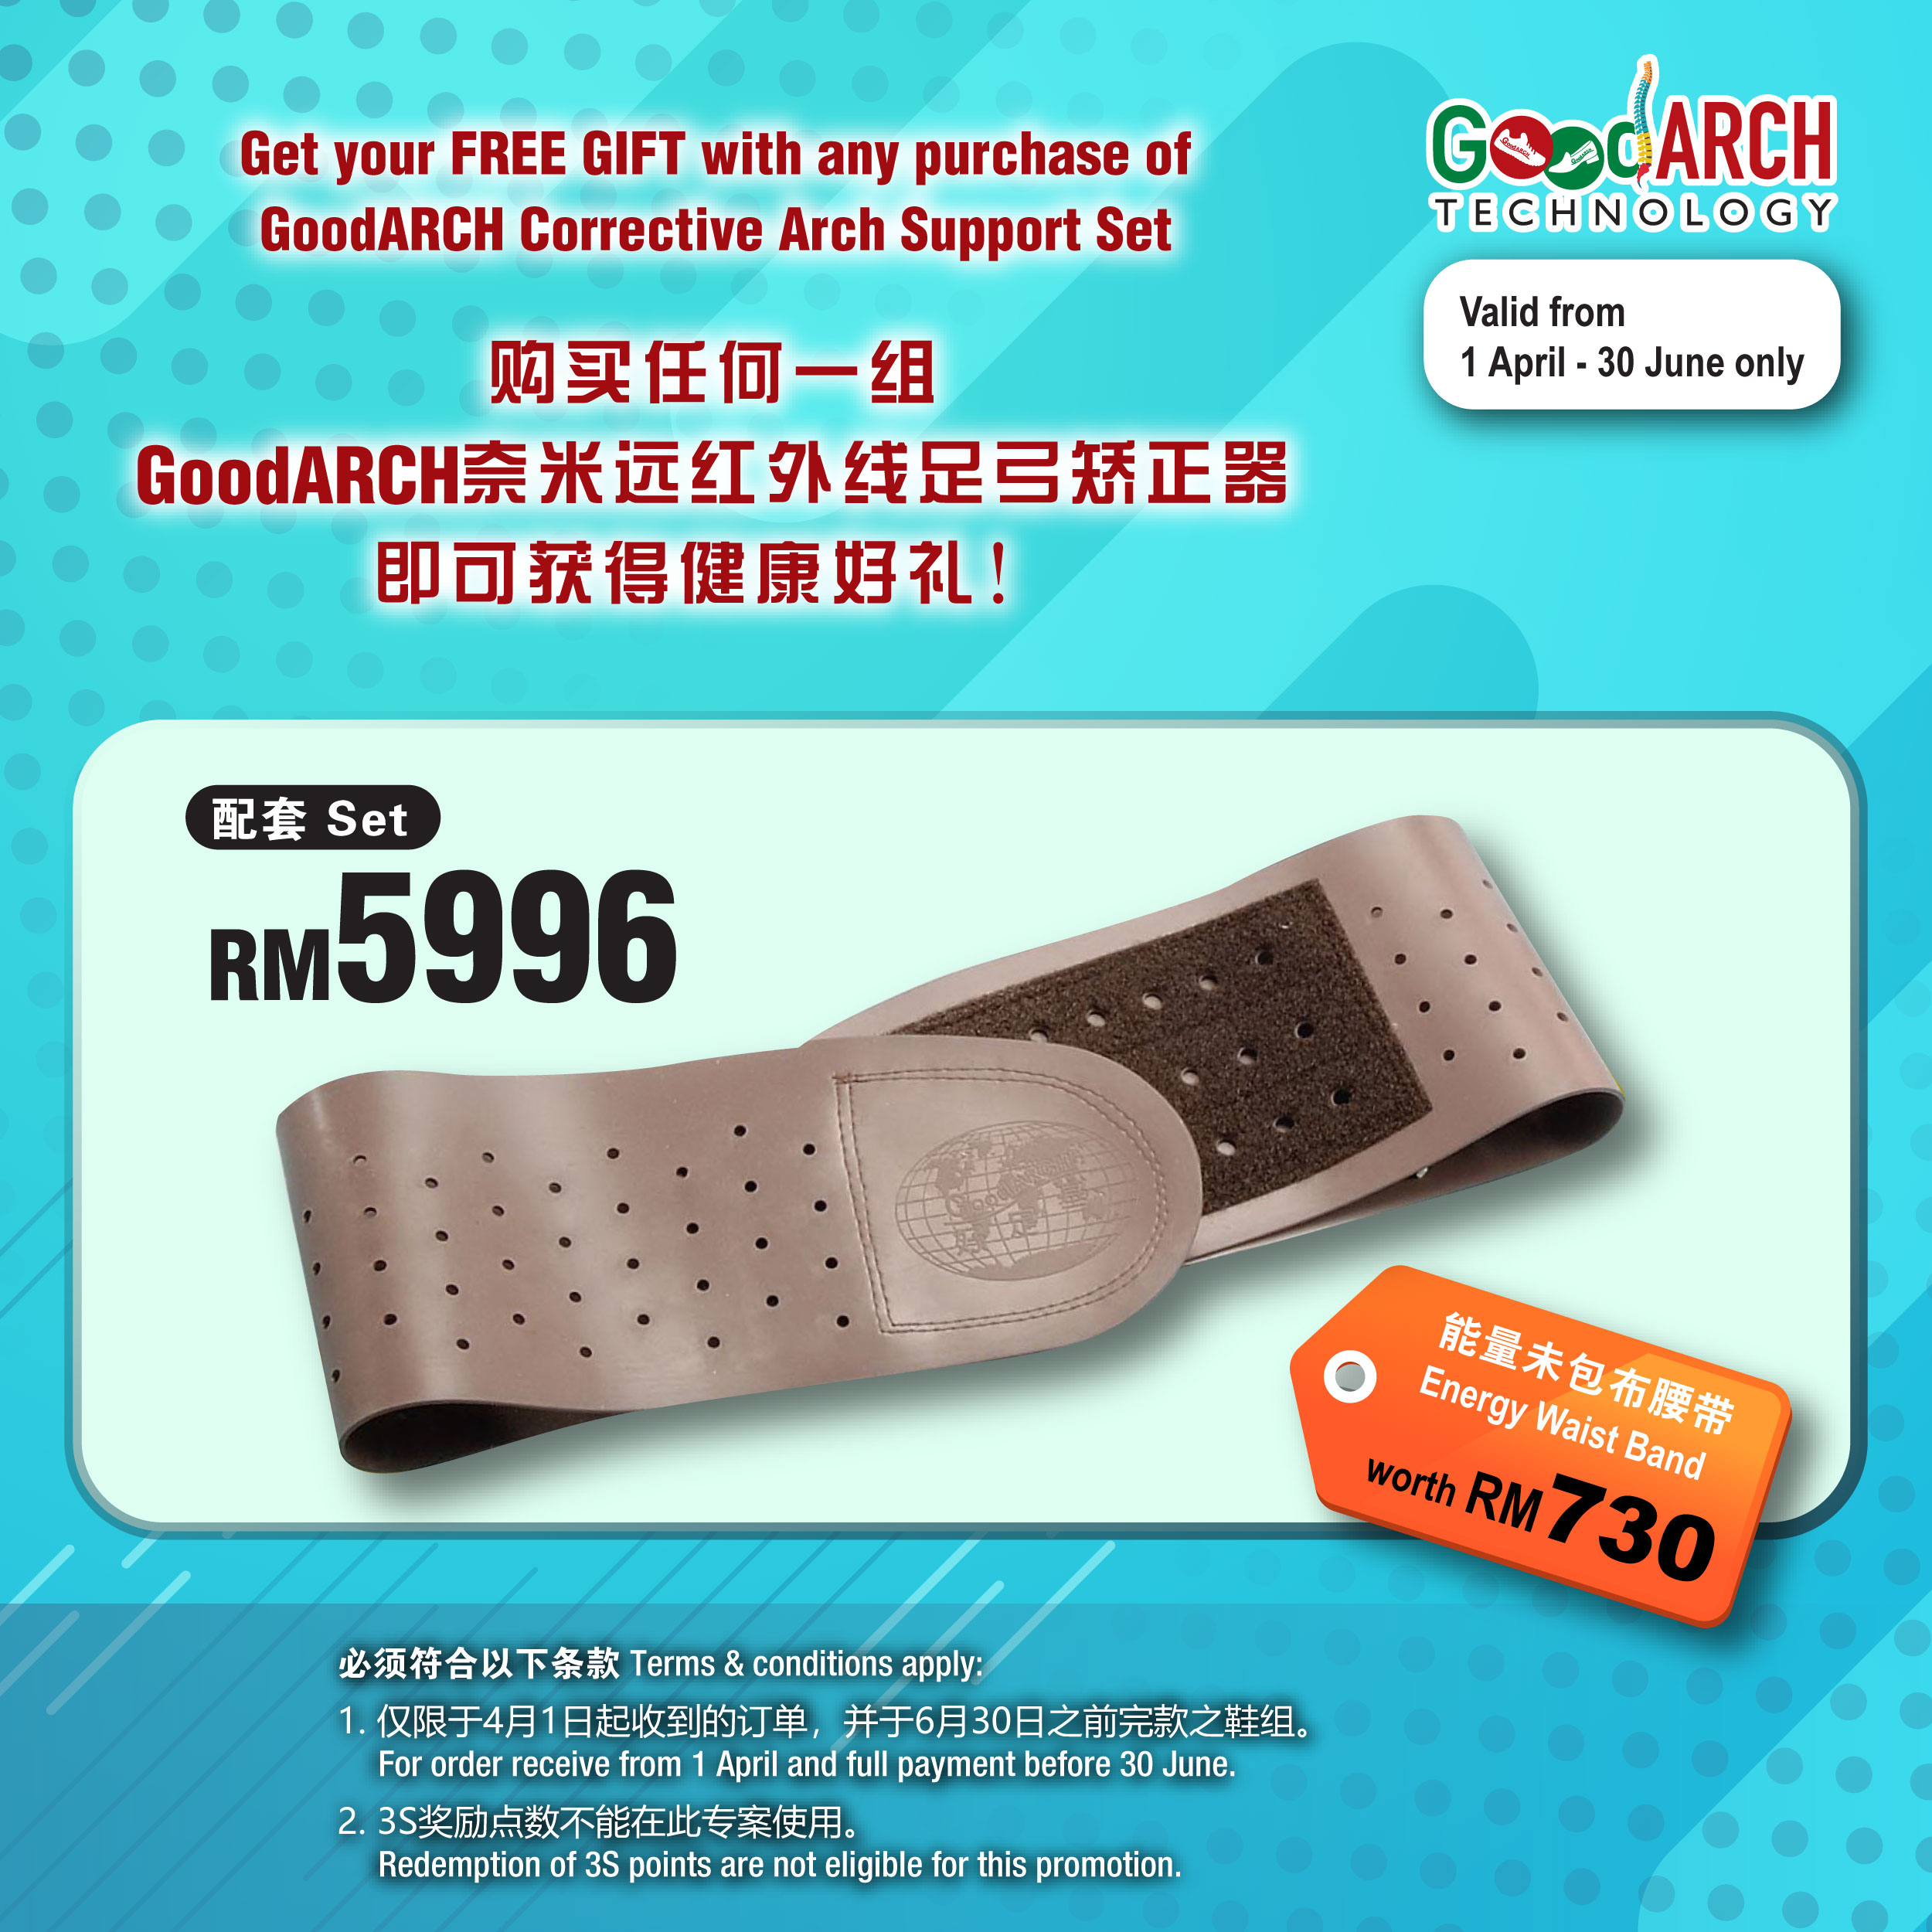 Get your FREE GIFT with any purchase of
GoodARCH Corrective Arch Support Set
GoodARCH
TECHNOLOGY
Valid from
1 April - 30 June only
购买任何一组
GoodARCH奈米远红外线足弓矫正器
即可获得健康好礼！
配套 Set
RM5996
能量未包布腰带
Energy Waist Band
worth RM730
必须符合以下条款 Terms & conditions apply:
1. 仅限于4月1日起收到的订单，并于6月30日之前完款之鞋组。
For order receive from 1 April and full payment before 30 June.
2. 3S奖励点数不能在此专案使用。
Redemption of 3S points are not eligible for this promotion.